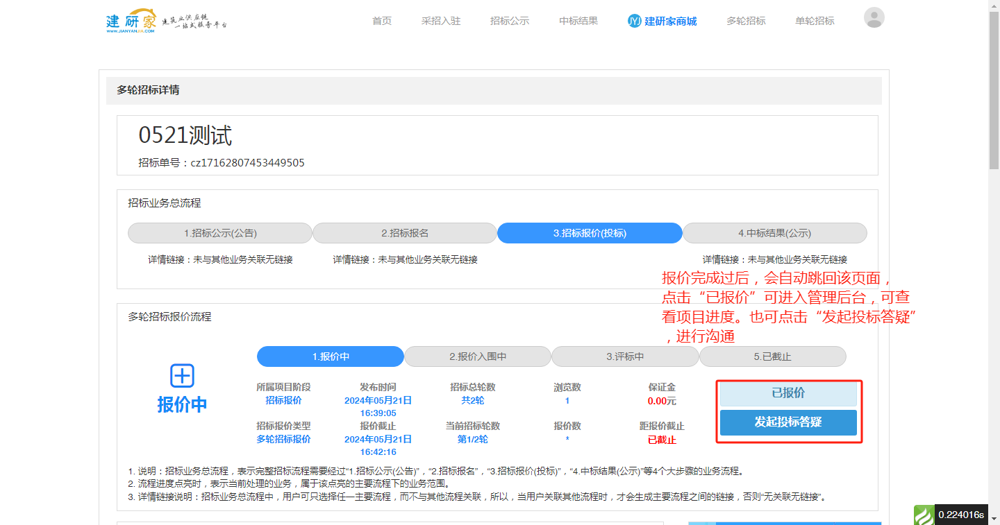 建研家
WWW.JIANYANJIA.COM
建筑业供应链
一站式服务平台
首页 采招入驻 招标公示 中标结果 JYJ 建研家商城 多轮招标 单轮招标
多轮招标详情
0521测试
招标单号：cz17162807453449505
招标业务总流程
1.招标公示(公告) 2.招标报名 3.招标报价(投标) 4.中标结果(公示)
详情链接：未与其他业务关联无链接 详情链接：未与其他业务关联无链接 详情链接：未与其他业务关联无链接
报价完成过后，会自动跳回该页面，
点击“已报价”可进入管理后台，可查
看项目进度。也可点击“发起投标答疑”
，进行沟通
多轮招标报价流程
1.报价中 2.报价入围中 3.评标中 5.已截止
报价中
所属项目阶段 发布时间 招标总轮数 浏览数 保证金
招标报价 2024年05月21日 共2轮 1 0.00元
16:39:05
招标报价类型 报价截止 当前招标轮数 报价数 距报价截止
多轮招标报价 2024年05月21日 第1/2轮 * 已截止
16:42:16
已报价
发起投标答疑
1. 说明：招标业务总流程，表示完整招标流程需要经过“1.招标公示(公告)”，“2.招标报名”，“3.招标报价(投标)”，“4.中标结果(公示)”等4个大步骤的业务流程。
2. 流程进度点亮时，表示当前处理的业务，属于该点亮的主要流程下的业务范围。
3. 详情链接说明：招标业务总流程中，用户可只选择任一主要流程，而不与其他流程关联，所以，当用户关联其他流程时，才会生成主要流程之间的链接，否则“无关联无链接”。
0.224016s